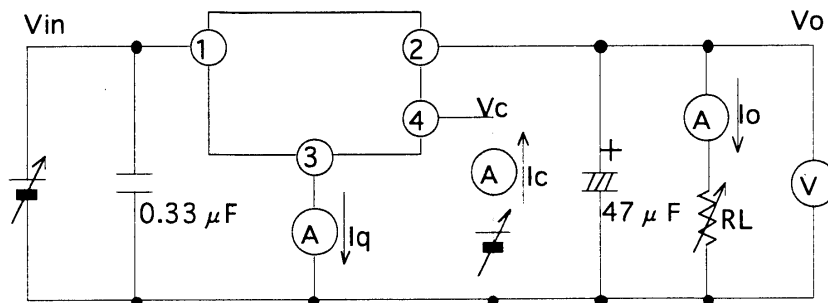 Vin
Vo
1
2
4
Vc
3
A
Io
A
Ic
+
V
0.33 μF
A
Iq
47 μF
RL